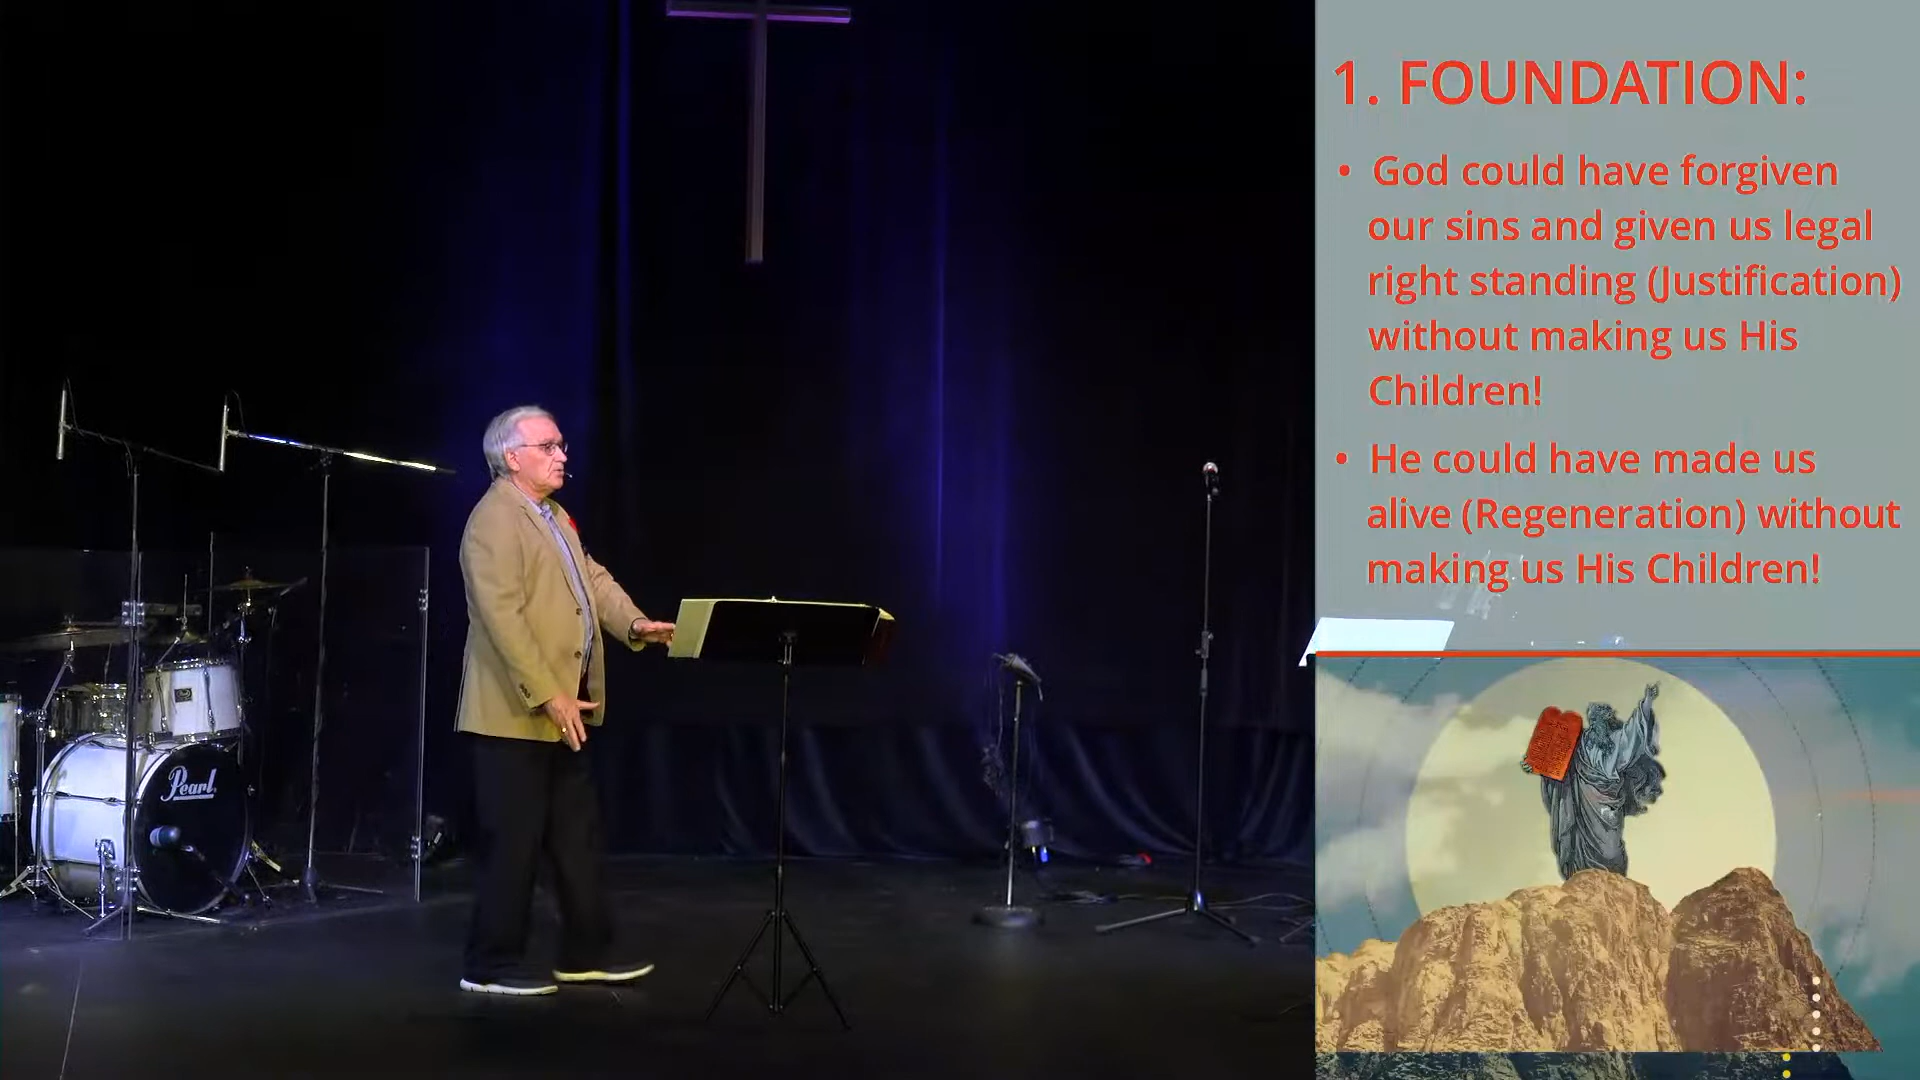 1. FOUNDATION:
• God could have forgiven
our sins and given us legal
right standing (Justification)
without making us His
Children!
• He could have made us
alive (Regeneration) without
making us His Children!
Pearl